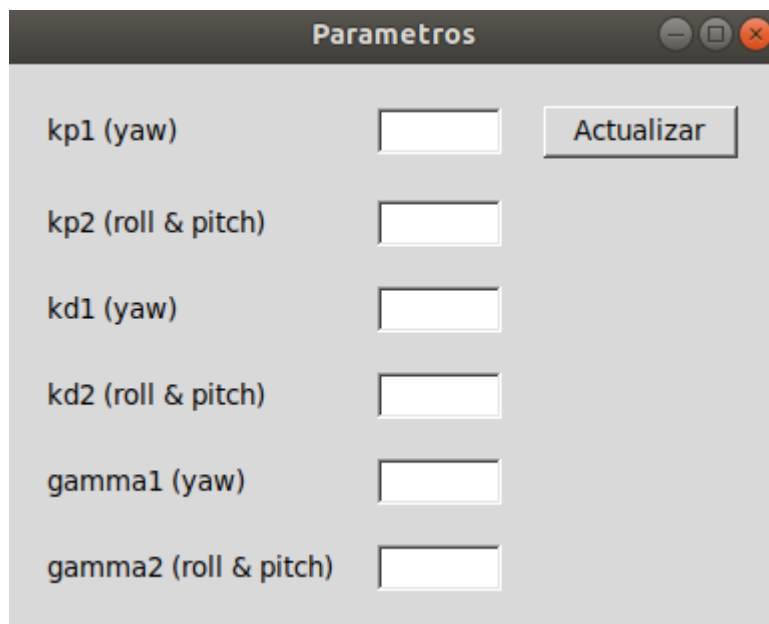 Parametros
kp1 (yaw)
Actualizar
kp2 (roll & pitch)
kd1 (yaw)
kd2 (roll & pitch)
gamma1 (yaw)
gamma2 (roll & pitch)